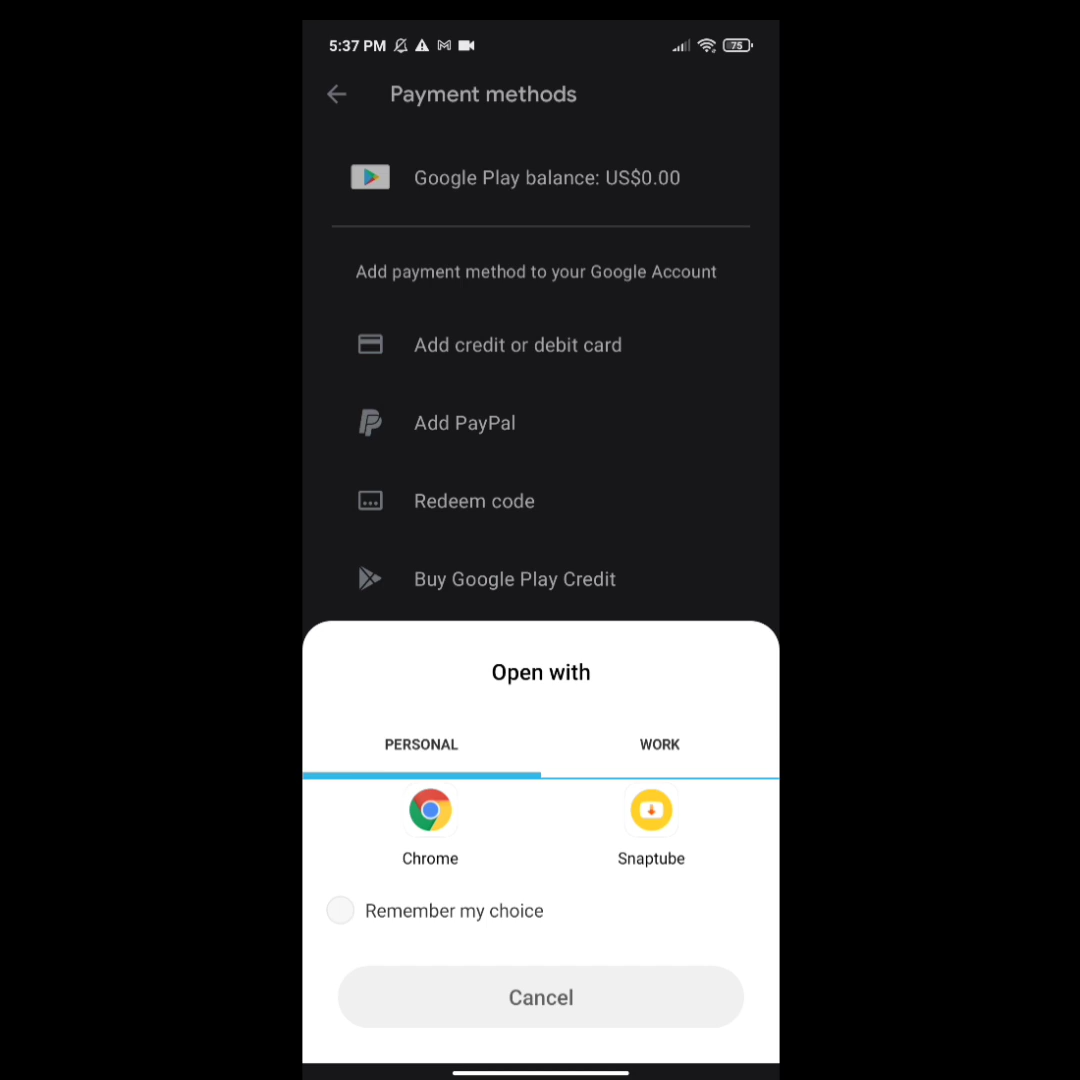 5:37 PM 75
Payment methods
Google Play balance: US$0.00
Add payment method to your Google Account
Add credit or debit card
Add PayPal
Redeem code
Buy Google Play Credit
Open with
PERSONAL WORK
Chrome Snaptube
Remember my choice
Cancel